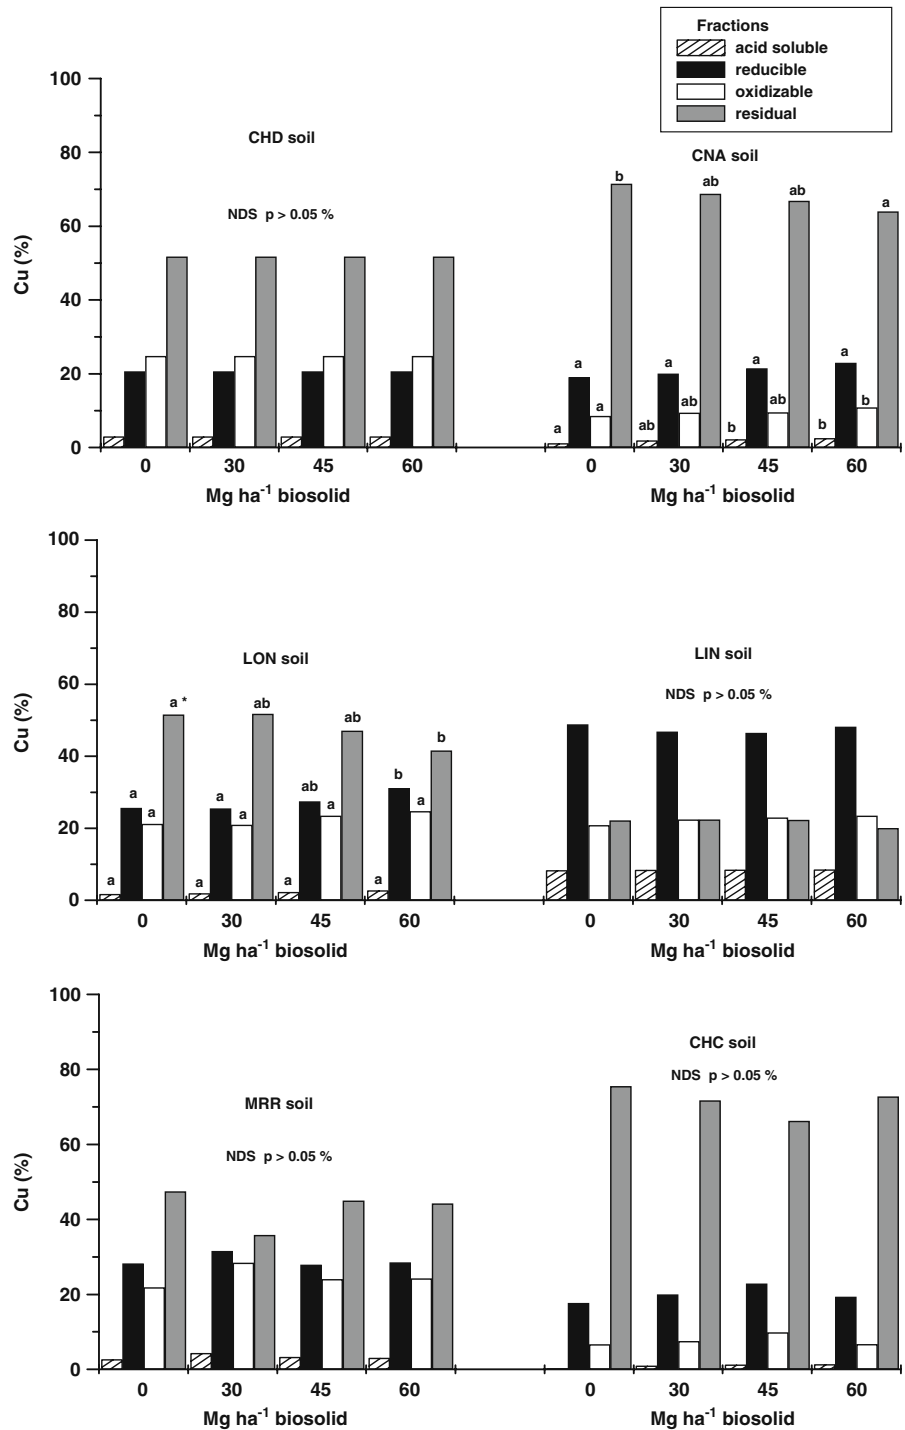 Fractions
acid soluble
reducible
oxidizable
residual
100
80
60
40
20
0
Cu (%)
CHD soil
NDS p > 0.05 %
0 30 45 60
Mg ha⁻¹ biosolid
CNA soil
b ab ab a
a a a a
a ab ab b
a ab b b
0 30 45 60
Mg ha⁻¹ biosolid
100
80
60
40
20
0
Cu (%)
LON soil
a * ab ab b
a a ab b
a a a a
a a a a
0 30 45 60
Mg ha⁻¹ biosolid
LIN soil
NDS p > 0.05 %
0 30 45 60
Mg ha⁻¹ biosolid
100
80
60
40
20
0
Cu (%)
MRR soil
NDS p > 0.05 %
0 30 45 60
Mg ha⁻¹ biosolid
CHC soil
NDS p > 0.05 %
0 30 45 60
Mg ha⁻¹ biosolid